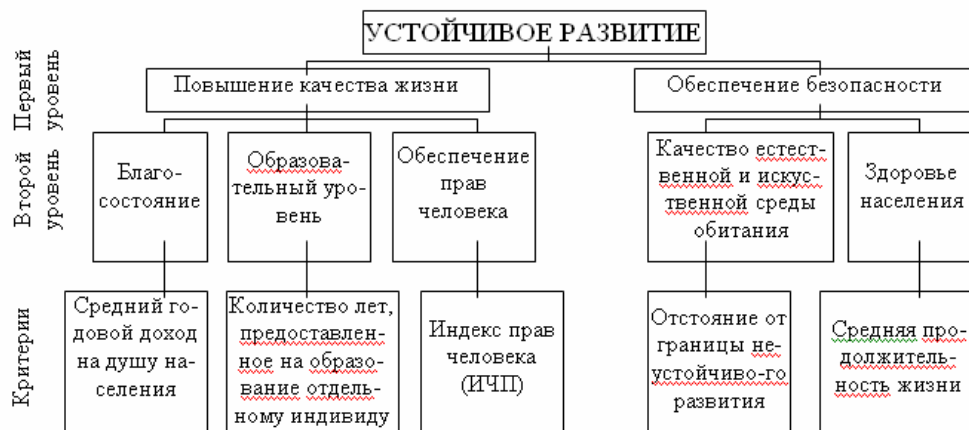 УСТОЙЧИВОЕ РАЗВИТИЕ
Первый
уровень
Повышение качества жизни
Обеспечение безопасности
Второй
уровень
Благо-
состояние
Образова-
тельный уро-
вень
Обеспечение
прав
человека
Качество естест-
венной и искус-
ственной среды
обитания
Здоровье
населения
Критерии
Средний го-
довой доход
на душу на-
селения
Количество лет,
предоставлен-
ное на образо-
вание отдель-
ному индивиду
Индекс прав
человека
(ИЧП)
Отстояние от
границы не-
устойчиво-го
развития
Средняя про-
должитель-
ность жизни